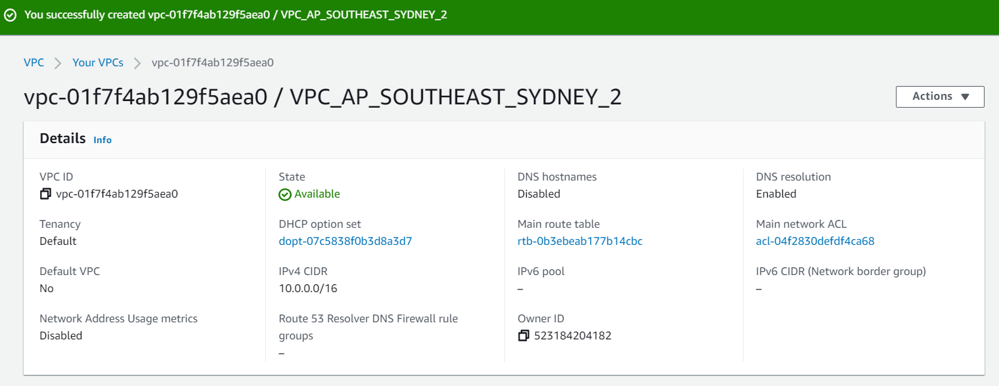 You successfully created vpc-01f7f4ab129f5aea0 / VPC_AP_SOUTHEAST_SYDNEY_2
VPC > Your VPCs > vpc-01f7f4ab129f5aea0
vpc-01f7f4ab129f5aea0 / VPC_AP_SOUTHEAST_SYDNEY_2
Actions ▼
Details Info
VPC ID
vpc-01f7f4ab129f5aea0
State
Available
DNS hostnames
Disabled
DNS resolution
Enabled
Tenancy
Default
DHCP option set
dopt-07c5838f0b3d8a3d7
Main route table
rtb-0b3ebeab177b14cbc
Main network ACL
acl-04f2830defdf4ca68
Default VPC
No
IPv4 CIDR
10.0.0.0/16
IPv6 pool
–
IPv6 CIDR (Network border group)
–
Network Address Usage metrics
Disabled
Route 53 Resolver DNS Firewall rule
groups
–
Owner ID
523184204182